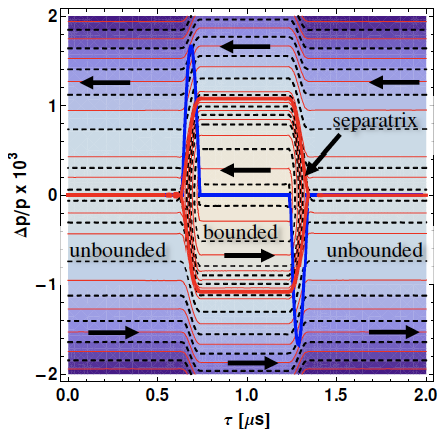 2
1
0
−1
−2
Δp/p x 10³
separatrix
bounded
unbounded
unbounded
0.0
0.5
1.0
1.5
2.0
τ [μs]